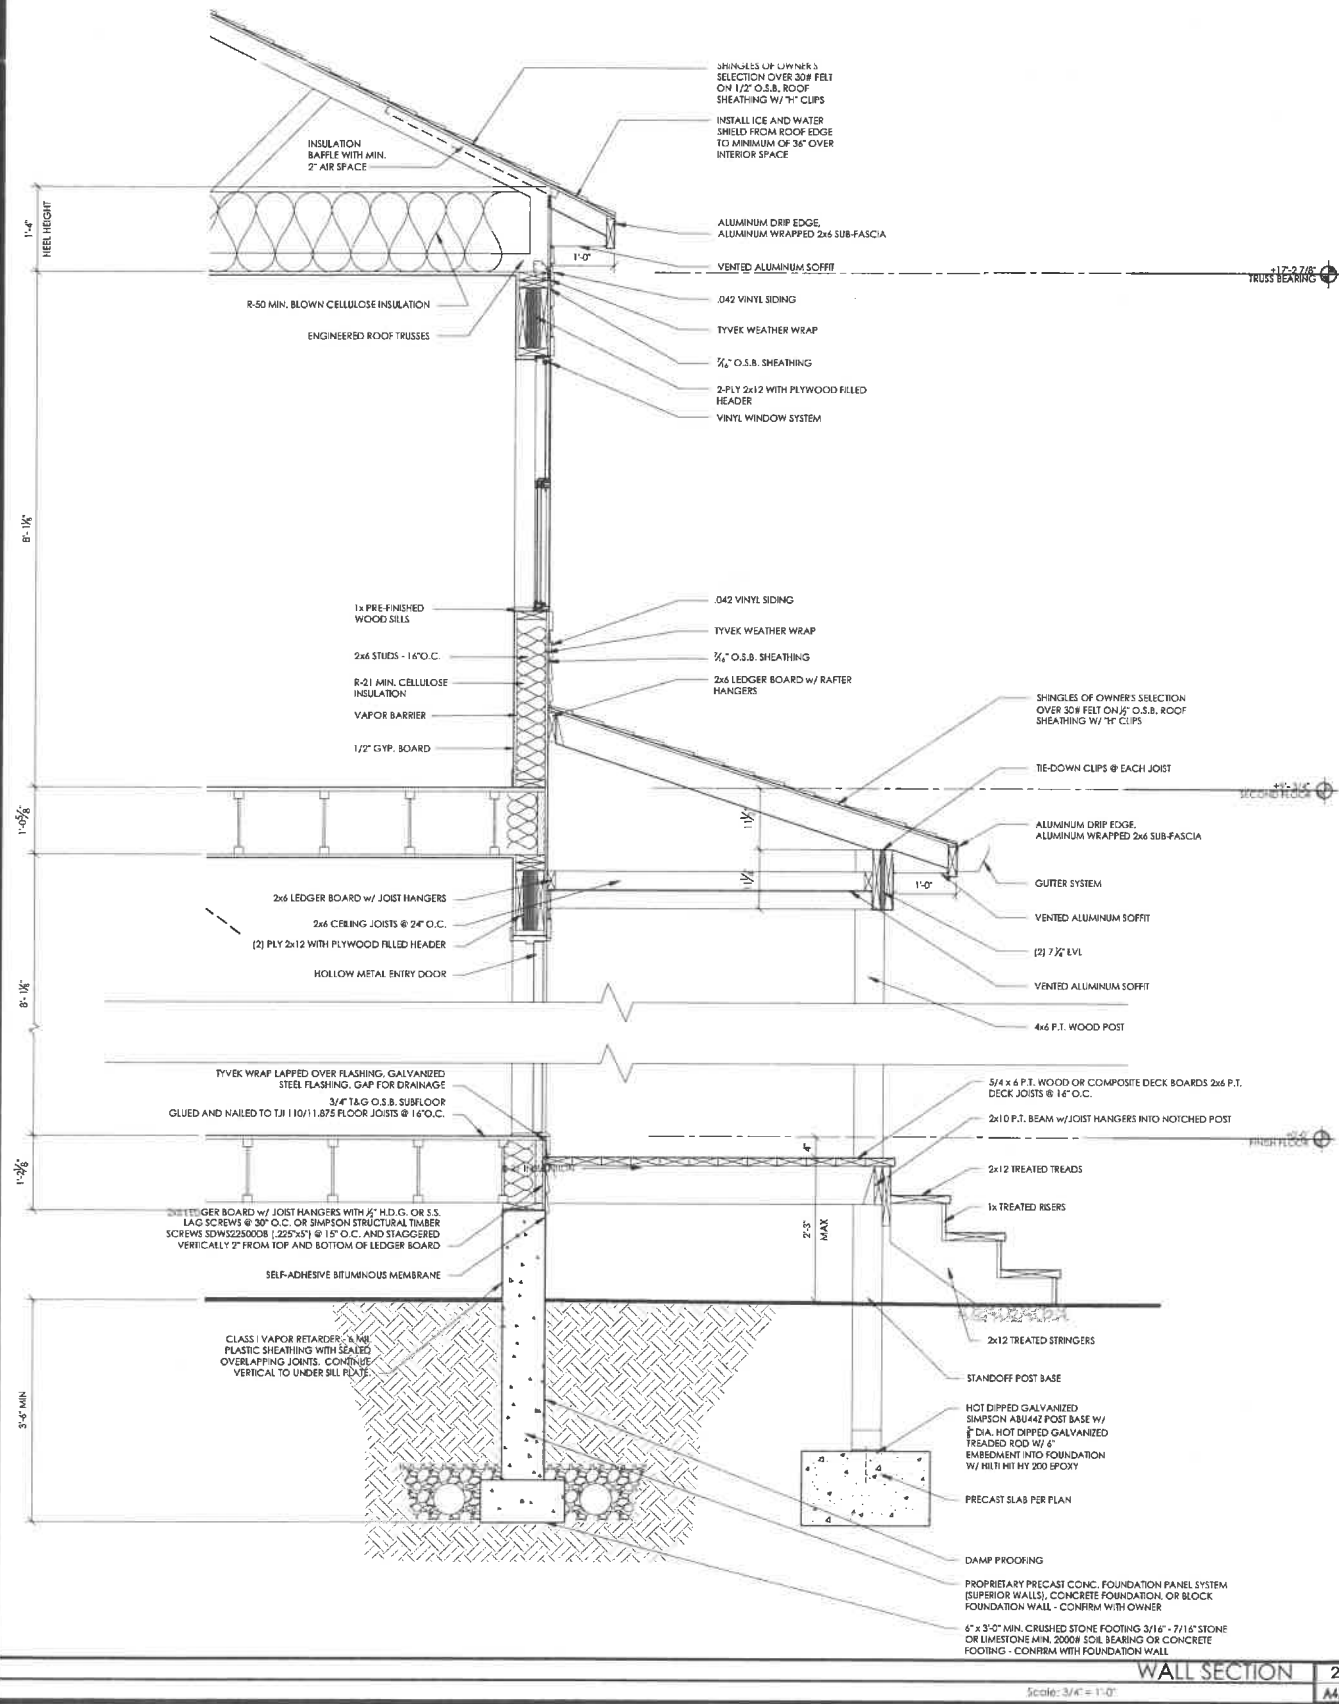 SHINGLES OF OWNER'S
SELECTION OVER 30# FELT
ON 1/2" O.S.B. ROOF
SHEATHING W/ "H" CLIPS
INSTALL ICE AND WATER
SHIELD FROM ROOF EDGE
TO MINIMUM OF 36" OVER
INTERIOR SPACE
INSULATION
BAFFLE WITH MIN.
2" AIR SPACE
1'-4"
HEEL HEIGHT
ALUMINUM DRIP EDGE,
ALUMINUM WRAPPED 2x6 SUB-FASCIA
1'-0"
VENTED ALUMINUM SOFFIT
+17'-2 7/8"
TRUSS BEARING
R-50 MIN. BLOWN CELLULOSE INSULATION
ENGINEERED ROOF TRUSSES
.042 VINYL SIDING
TYVEK WEATHER WRAP
7/16" O.S.B. SHEATHING
2-PLY 2x12 WITH PLYWOOD FILLED
HEADER
VINYL WINDOW SYSTEM
8'-1 1/8"
1x PRE-FINISHED
WOOD SILLS
2x6 STUDS - 16"O.C.
R-21 MIN. CELLULOSE
INSULATION
VAPOR BARRIER
1/2" GYP. BOARD
.042 VINYL SIDING
TYVEK WEATHER WRAP
7/16" O.S.B. SHEATHING
2x6 LEDGER BOARD w/ RAFTER
HANGERS
SHINGLES OF OWNER'S SELECTION
OVER 30# FELT ON 1/2" O.S.B. ROOF
SHEATHING W/ "H" CLIPS
TIE-DOWN CLIPS @ EACH JOIST
SECOND FLOOR
ALUMINUM DRIP EDGE,
ALUMINUM WRAPPED 2x6 SUB-FASCIA
1'-0 5/8"
1'-0"
GUTTER SYSTEM
VENTED ALUMINUM SOFFIT
(2) 7 1/4" LVL
VENTED ALUMINUM SOFFIT
4x6 P.T. WOOD POST
2x6 LEDGER BOARD w/ JOIST HANGERS
2x6 CEILING JOISTS @ 24" O.C.
(2) PLY 2x12 WITH PLYWOOD FILLED HEADER
HOLLOW METAL ENTRY DOOR
8'-1 1/8"
TYVEK WRAP LAPPED OVER FLASHING, GALVANIZED
STEEL FLASHING, GAP FOR DRAINAGE
3/4" T&G O.S.B. SUBFLOOR
GLUED AND NAILED TO TJI 110/11.875 FLOOR JOISTS @ 16"O.C.
5/4 x 6 P.T. WOOD OR COMPOSITE DECK BOARDS 2x6 P.T.
DECK JOISTS @ 16" O.C.
2x10 P.T. BEAM w/JOIST HANGERS INTO NOTCHED POST
FINISH FLOOR
4"
2x12 TREATED TREADS
1x TREATED RISERS
2'-3"
MAX
LEDGER BOARD w/ JOIST HANGERS WITH 1/2" H.D.G. OR S.S.
LAG SCREWS @ 30" O.C. OR SIMPSON STRUCTURAL TIMBER
SCREWS SDWS22500DB (.225"x5") @ 15" O.C. AND STAGGERED
VERTICALLY 2" FROM TOP AND BOTTOM OF LEDGER BOARD
SELF-ADHESIVE BITUMINOUS MEMBRANE
CLASS I VAPOR RETARDER - 6 MIL
PLASTIC SHEATHING WITH SEALED
OVERLAPPING JOINTS. CONTINUE
VERTICAL TO UNDER SILL PLATE.
3'-6" MIN
2x12 TREATED STRINGERS
STANDOFF POST BASE
HOT DIPPED GALVANIZED
SIMPSON ABU44Z POST BASE W/
DIA. HOT DIPPED GALVANIZED
TREADED ROD W/ 6"
EMBEDMENT INTO FOUNDATION
W/ HILTI HIT HY 200 EPOXY
PRECAST SLAB PER PLAN
DAMP PROOFING
PROPRIETARY PRECAST CONC. FOUNDATION PANEL SYSTEM
(SUPERIOR WALLS), CONCRETE FOUNDATION, OR BLOCK
FOUNDATION WALL - CONFIRM WITH OWNER
6" x 3'-0" MIN. CRUSHED STONE FOOTING 3/16" - 7/16" STONE
OR LIMESTONE MIN. 2000# SOIL BEARING OR CONCRETE
FOOTING - CONFIRM WITH FOUNDATION WALL
WALL SECTION
2
Scale: 3/4" = 1'-0"